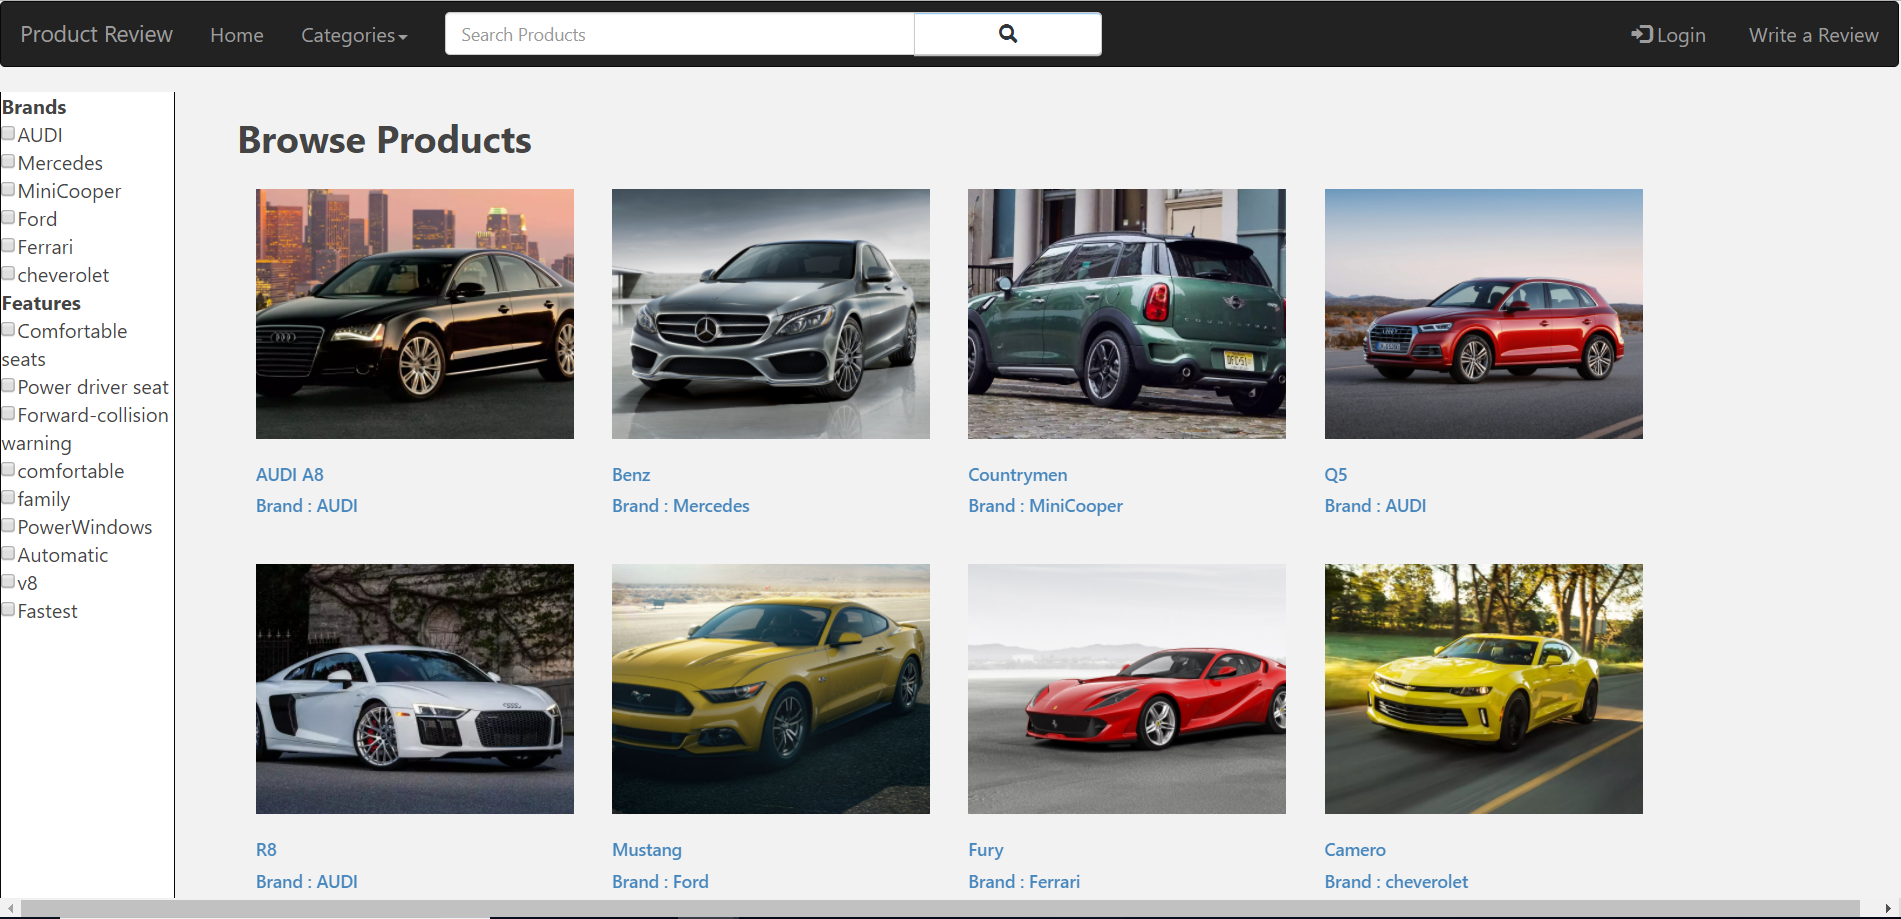 Product Review Home Categories Search Products Login Write a Review
Brands
AUDI
Mercedes
MiniCooper
Ford
Ferrari
cheverolet
Features
Comfortable
seats
Power driver seat
Forward-collision
warning
comfortable
family
PowerWindows
Automatic
v8
Fastest
Browse Products
AUDI A8
Brand : AUDI
Benz
Brand : Mercedes
Countrymen
Brand : MiniCooper
Q5
Brand : AUDI
R8
Brand : AUDI
Mustang
Brand : Ford
Fury
Brand : Ferrari
Camero
Brand : cheverolet